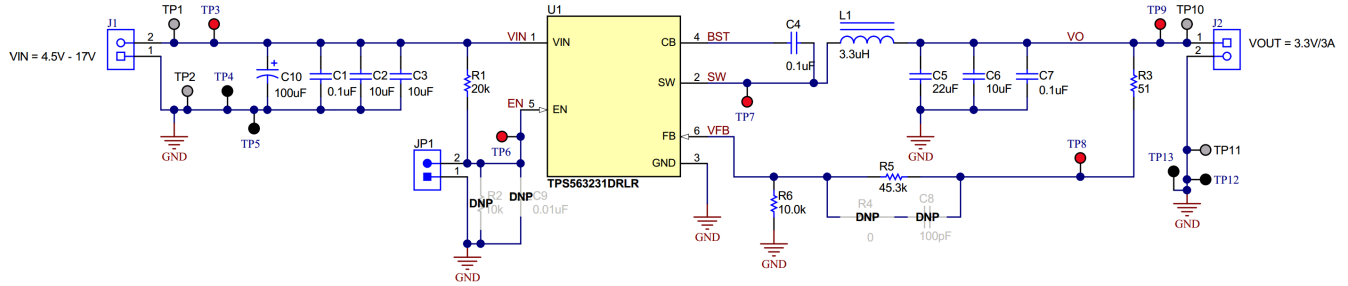 J1
VIN = 4.5V - 17V
2
1
TP1
TP3
TP2
TP4
TP5
GND
C10
100uF
C1
0.1uF
C2
10uF
C3
10uF
R1
20k
VIN
1
EN
5
TP6
JP1
2
1
DNP
R2
10k
DNP
C9
0.01uF
GND
U1
VIN
EN
CB
SW
FB
GND
TPS563231DRLR
4
BST
2
SW
6
VFB
3
GND
C4
0.1uF
TP7
L1
3.3uH
C5
22uF
C6
10uF
C7
0.1uF
GND
VO
R3
51
TP8
R5
45.3k
R6
10.0k
GND
R4
DNP
0
C8
DNP
100pF
TP9
TP10
J2
1
2
VOUT = 3.3V/3A
TP11
TP13
TP12
GND